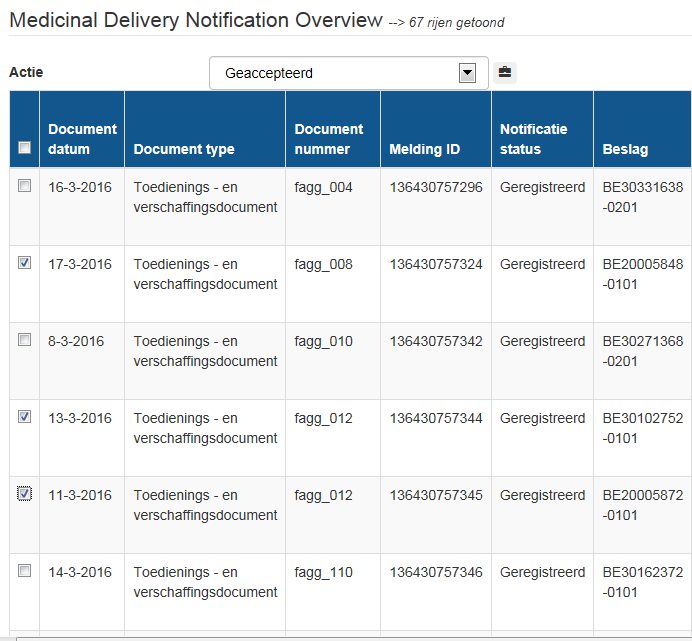 Medicinal Delivery Notification Overview --> 67 rijen getoond
Actie Geaccepteerd
Document datum Document type Document nummer Melding ID Notificatie status Beslag
16-3-2016 Toedienings - en verschaffingsdocument fagg_004 136430757296 Geregistreerd BE30331638-0201
17-3-2016 Toedienings - en verschaffingsdocument fagg_008 136430757324 Geregistreerd BE20005848-0101
8-3-2016 Toedienings - en verschaffingsdocument fagg_010 136430757342 Geregistreerd BE30271368-0201
13-3-2016 Toedienings - en verschaffingsdocument fagg_012 136430757344 Geregistreerd BE30102752-0101
11-3-2016 Toedienings - en verschaffingsdocument fagg_012 136430757345 Geregistreerd BE20005872-0101
14-3-2016 Toedienings - en verschaffingsdocument fagg_110 136430757346 Geregistreerd BE30162372-0101